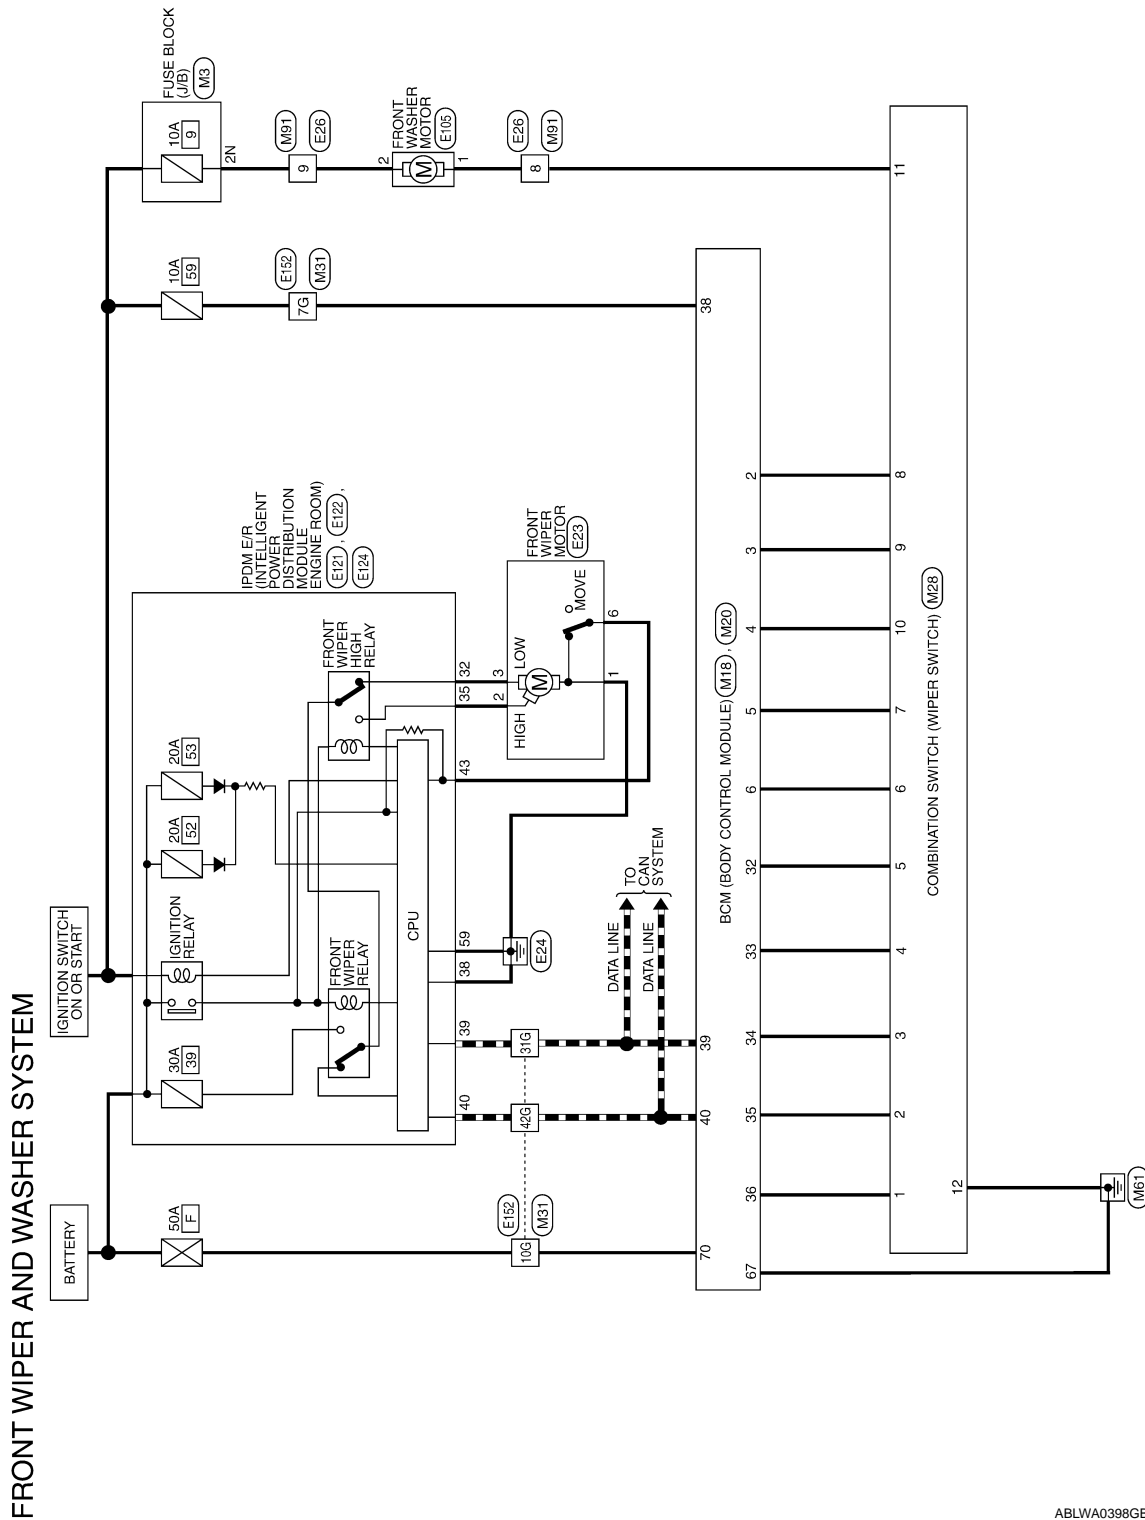 FRONT WIPER AND WASHER SYSTEM
BATTERY
IGNITION SWITCH
ON OR START
FUSE BLOCK
(J/B)
M3
50A
F
30A
39
IGNITION
RELAY
20A
52
20A
53
10A
59
10A
9
2N
IPDM E/R
(INTELLIGENT
POWER
DISTRIBUTION
MODULE
ENGINE ROOM)
E121 , E122 ,
E124
FRONT
WIPER
RELAY
FRONT
WIPER
HIGH
RELAY
CPU
40
39
38
59
43
35
32
E152
M31
7G
M91
E26
9
2
FRONT
WASHER
MOTOR
E105
M
1
E26
M91
8
E152
M31
10G
42G
31G
E24
2
3
HIGH
LOW
M
MOVE
FRONT
WIPER
MOTOR
E23
1
6
DATA LINE
DATA LINE
TO
CAN
SYSTEM
70
40
39
38
BCM (BODY CONTROL MODULE) M18 , M20
67
36
35
34
33
32
6
5
4
3
2
1
2
3
4
5
6
7
10
9
8
11
COMBINATION SWITCH (WIPER SWITCH) M28
12
M61
ABLWA0398GE